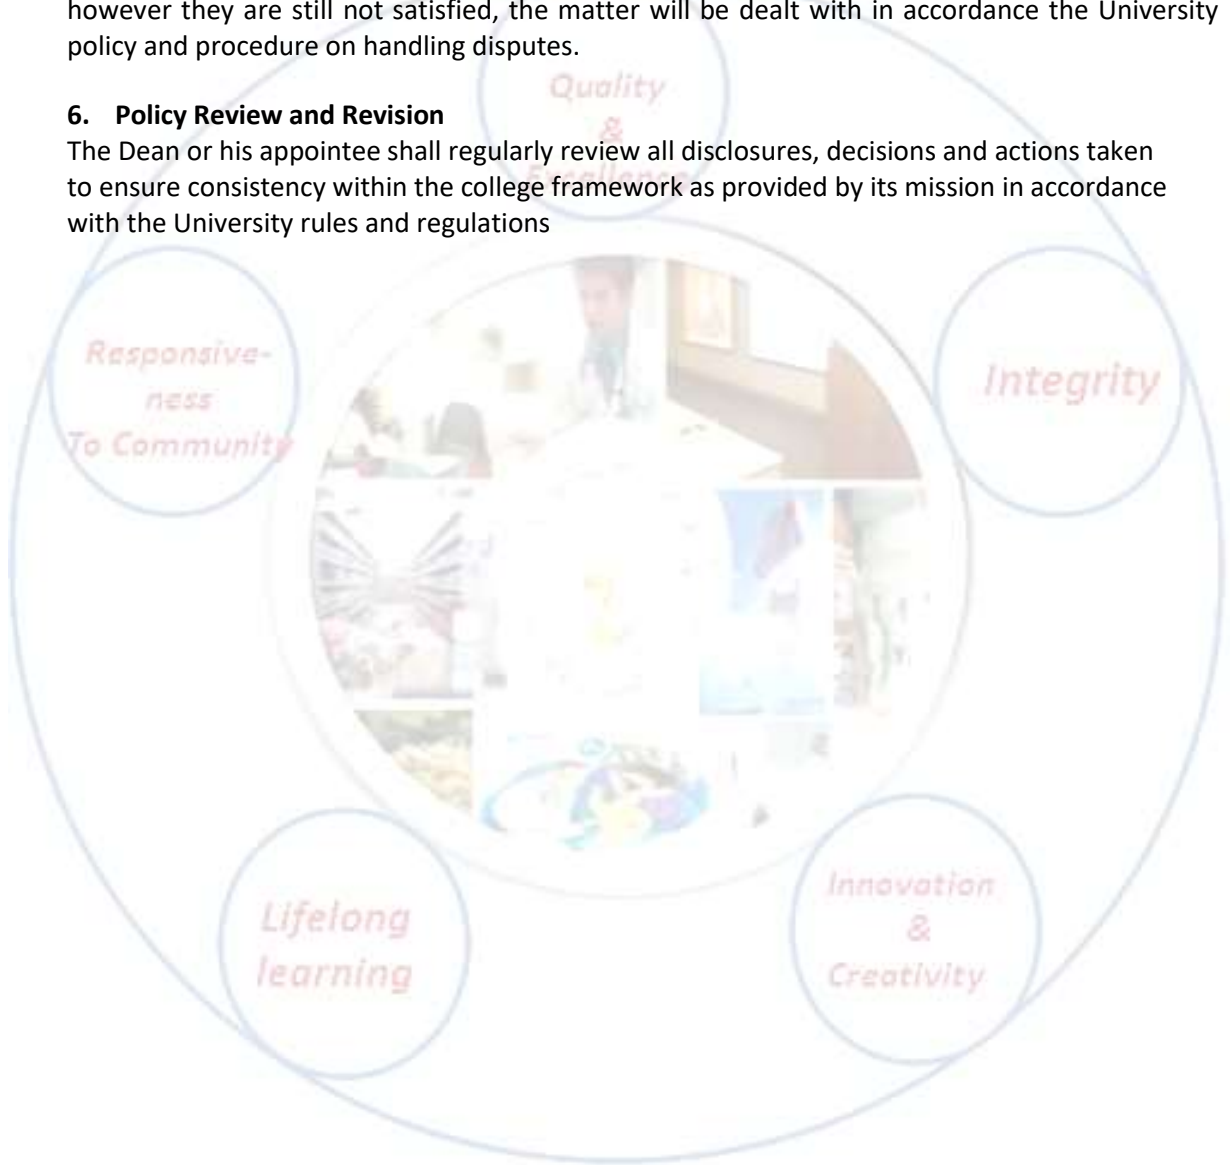 however they are still not satisfied, the matter will be dealt with in accordance the University
policy and procedure on handling disputes.
Quality
&
Excellence
6. Policy Review and Revision
The Dean or his appointee shall regularly review all disclosures, decisions and actions taken
to ensure consistency within the college framework as provided by its mission in accordance
with the University rules and regulations
Responsive-
ness
To Community
Integrity
Lifelong
learning
Innovation
&
Creativity